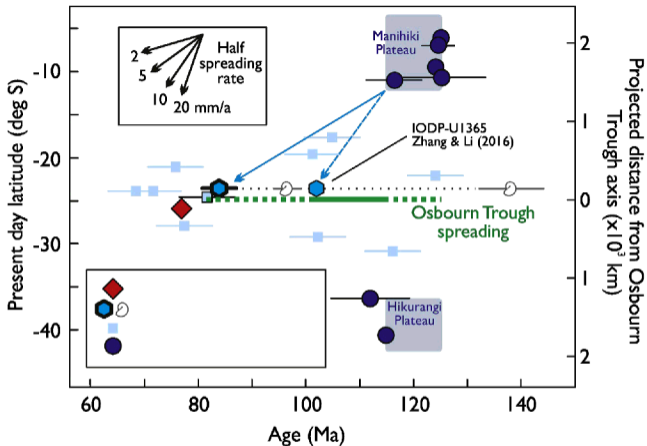 Present day latitude (deg S)
-10
-20
-30
-40
60
80
100
120
140
Age (Ma)
2
1
0
1
2
Projected distance from Osbourn
Trough axis (x10³ km)
Half
spreading
rate
2
5
10
20 mm/a
Manihiki
Plateau
IODP-U1365
Zhang & Li (2016)
Osbourn Trough
spreading
Hikurangi
Plateau